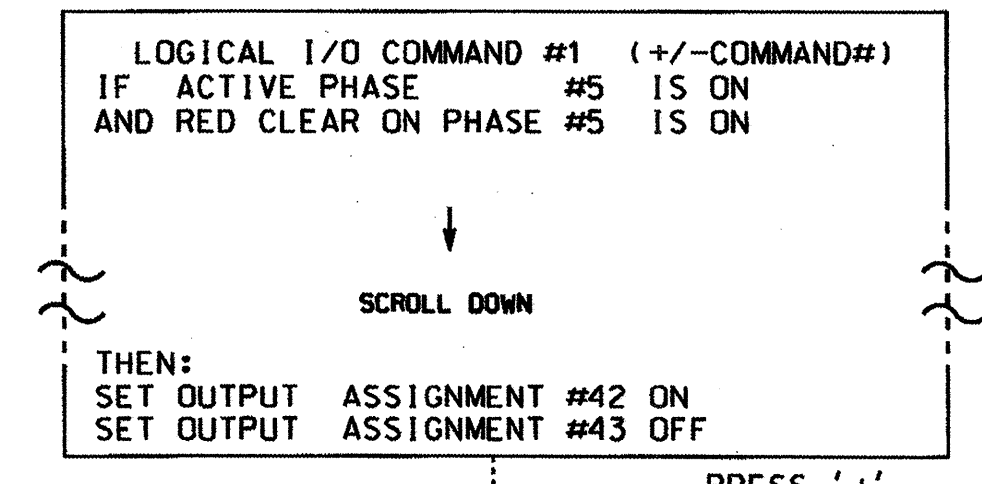 LOGICAL I/O COMMAND #1 (+/-COMMAND#)
IF ACTIVE PHASE #5 IS ON
AND RED CLEAR ON PHASE #5 IS ON
SCROLL DOWN
THEN:
SET OUTPUT ASSIGNMENT #42 ON
SET OUTPUT ASSIGNMENT #43 OFF
PRESS '+'